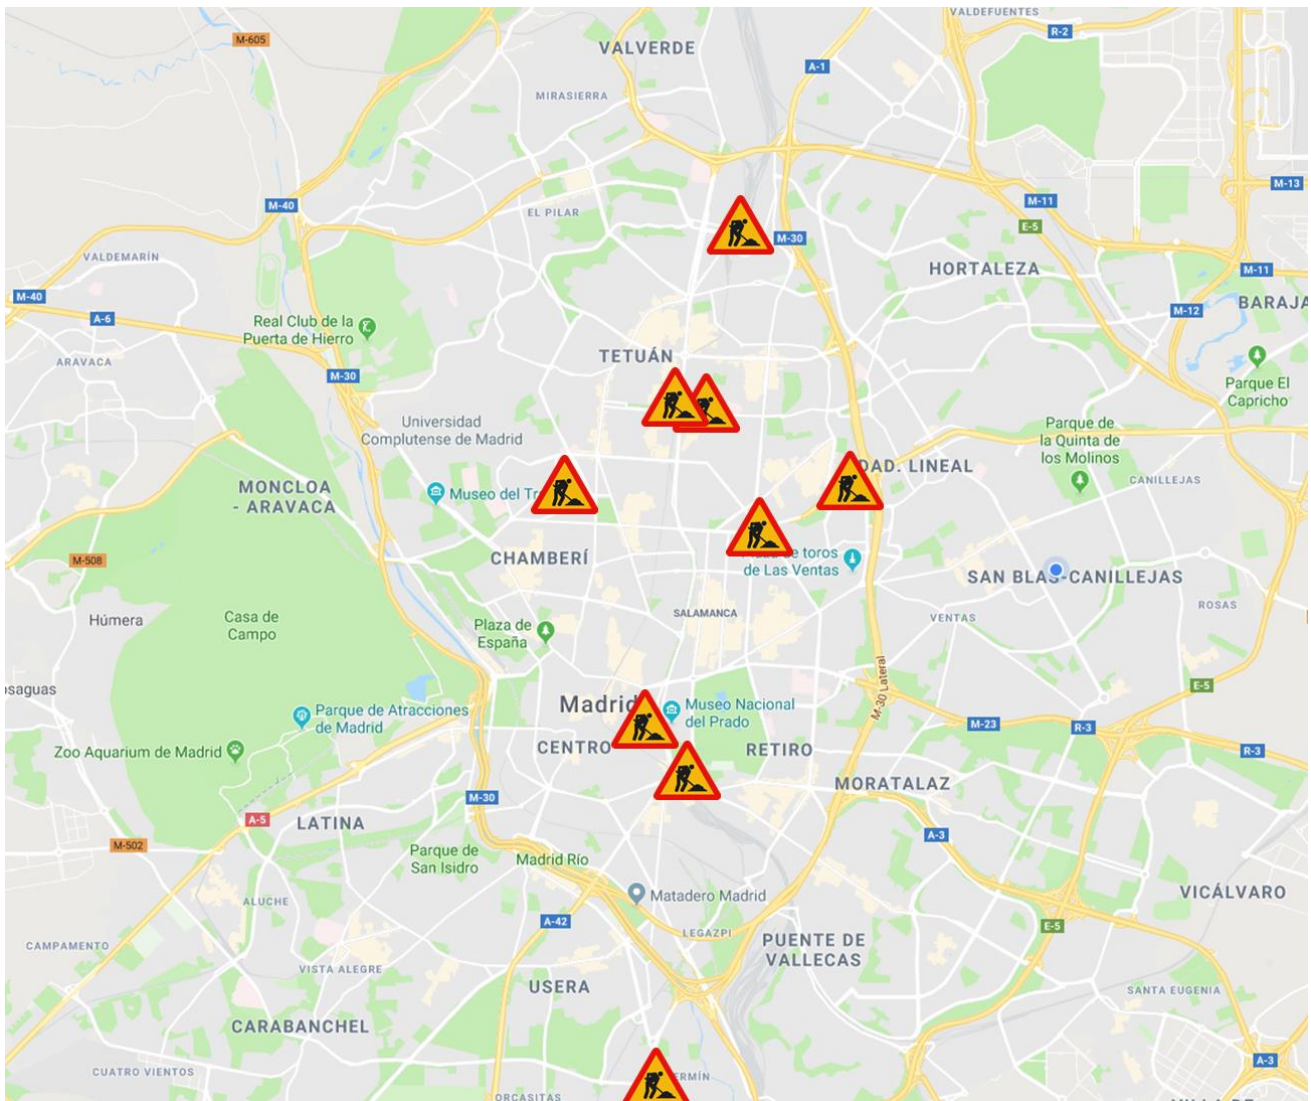 VALDEFUENTES
R-2
M-605
VALVERDE
A-1
MIRASIERRA
M-13
M-40
M-11
EL PILAR
E-5
M-30
VALDEMARÍN
HORTALEZA
M-11
M-40
BARAJA
A-6
M-12
Real Club de la
Puerta de Hierro
TETUÁN
ARAVACA
M-30
Parque El
Capricho
Universidad
Complutense de Madrid
Parque de
la Quinta de
los Molinos
DAD. LINEAL
CANILLEJAS
MONCLOA
- ARAVACA
Museo del Tr
CHAMBERÍ
de toros
de Las Ventas
M-508
SAN BLAS-CANILLEJAS
ROSAS
Húmera
Casa de
Campo
SALAMANCA
VENTAS
Plaza de
España
osaguas
M-30 Lateral
E-5
Parque de Atracciones
de Madrid
Madrid
Museo Nacional
del Prado
M-23
R-3
Zoo Aquarium de Madrid
CENTRO
RETIRO
R-3
MORATALAZ
M-30
A-5
LATINA
A-3
M-502
Parque de
San Isidro
Madrid Río
ALUCHE
Matadero Madrid
VICÁLVARO
A-42
E-5
CAMPAMENTO
LEGAZPI
PUENTE DE
VALLECAS
VISTA ALEGRE
USERA
SANTA EUGENIA
CARABANCHEL
A-3
CUATRO VIENTOS
ERMÍN
ORCASITAS
VILLA DE